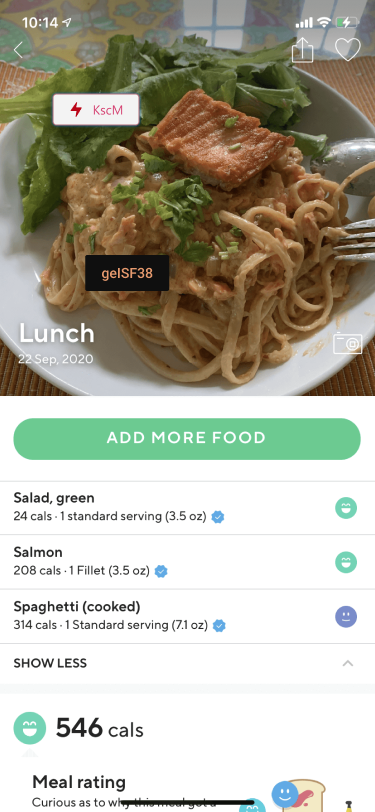 10:14
KscM
gelSF38
Lunch
22 Sep, 2020
@
ADD MORE FOOD
Salad, green
24 cals · 1 standard serving (3.5 oz)
Salmon
208 cals · 1 Fillet (3.5 oz)
Spaghetti (cooked)
314 cals · 1 Standard serving (7.1 oz)
SHOW LESS
546 cals
Meal rating
Curious as to why this meal got a